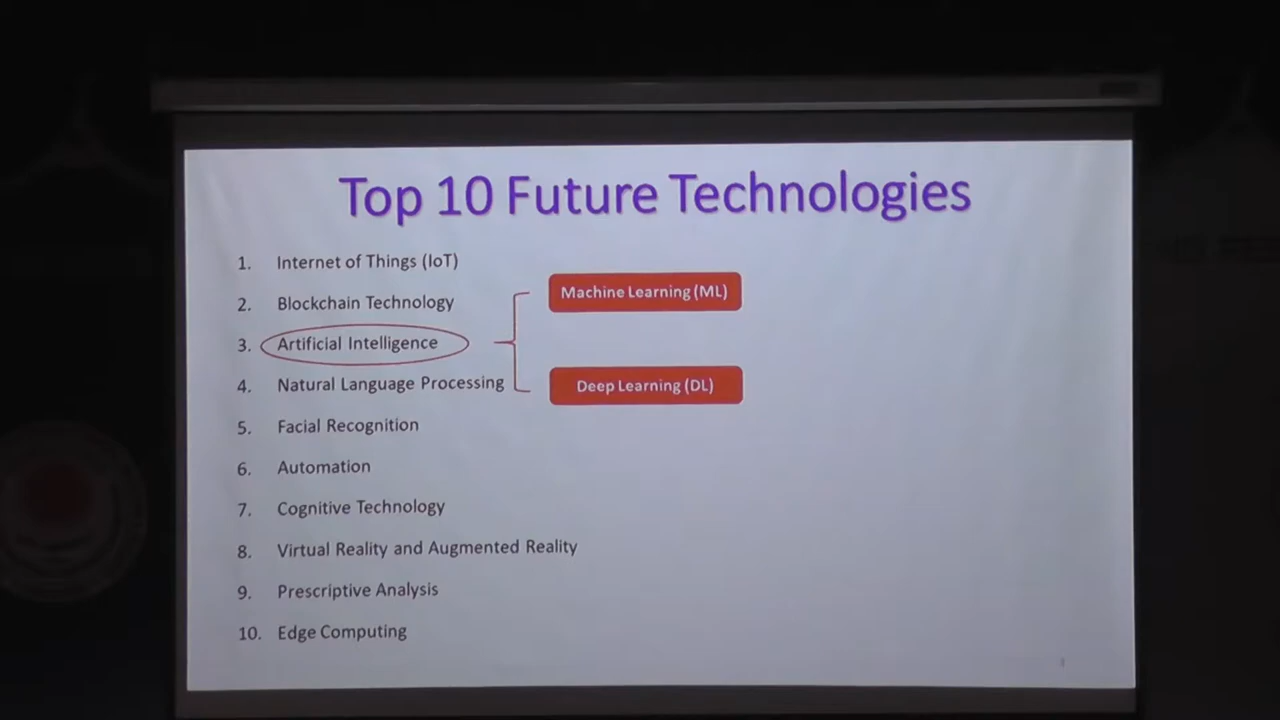 Top 10 Future Technologies
1. Internet of Things (IoT)
2. Blockchain Technology
3. Artificial Intelligence
4. Natural Language Processing
5. Facial Recognition
6. Automation
7. Cognitive Technology
8. Virtual Reality and Augmented Reality
9. Prescriptive Analysis
10. Edge Computing
Machine Learning (ML)
Deep Learning (DL)